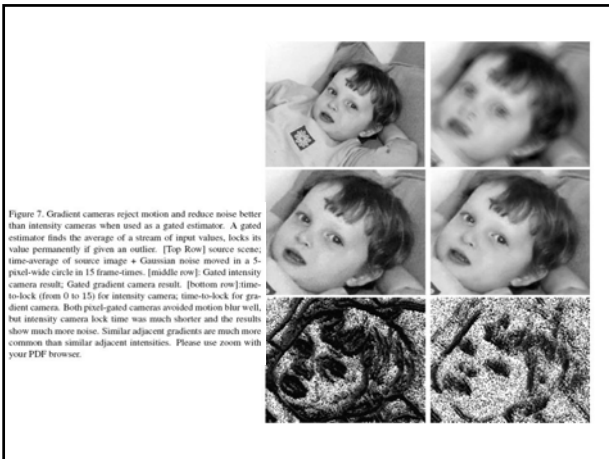 Figure 7. Gradient cameras reject motion and reduce noise better
than intensity cameras when used as a gated estimator. A gated
estimator finds the average of a stream of input values, locks its
value permanently if given an outlier. [Top Row] source scene;
time-average of source image + Gaussian noise moved in a 5-
pixel-wide circle in 15 frame-times. [middle row]: Gated intensity
camera result; Gated gradient camera result. [bottom row]:time-
to-lock (from 0 to 15) for intensity camera; time-to-lock for gra-
dient camera. Both pixel-gated cameras avoided motion blur well,
but intensity camera lock time was much shorter and the results
show much more noise. Similar adjacent gradients are much more
common than similar adjacent intensities. Please use zoom with
your PDF browser.